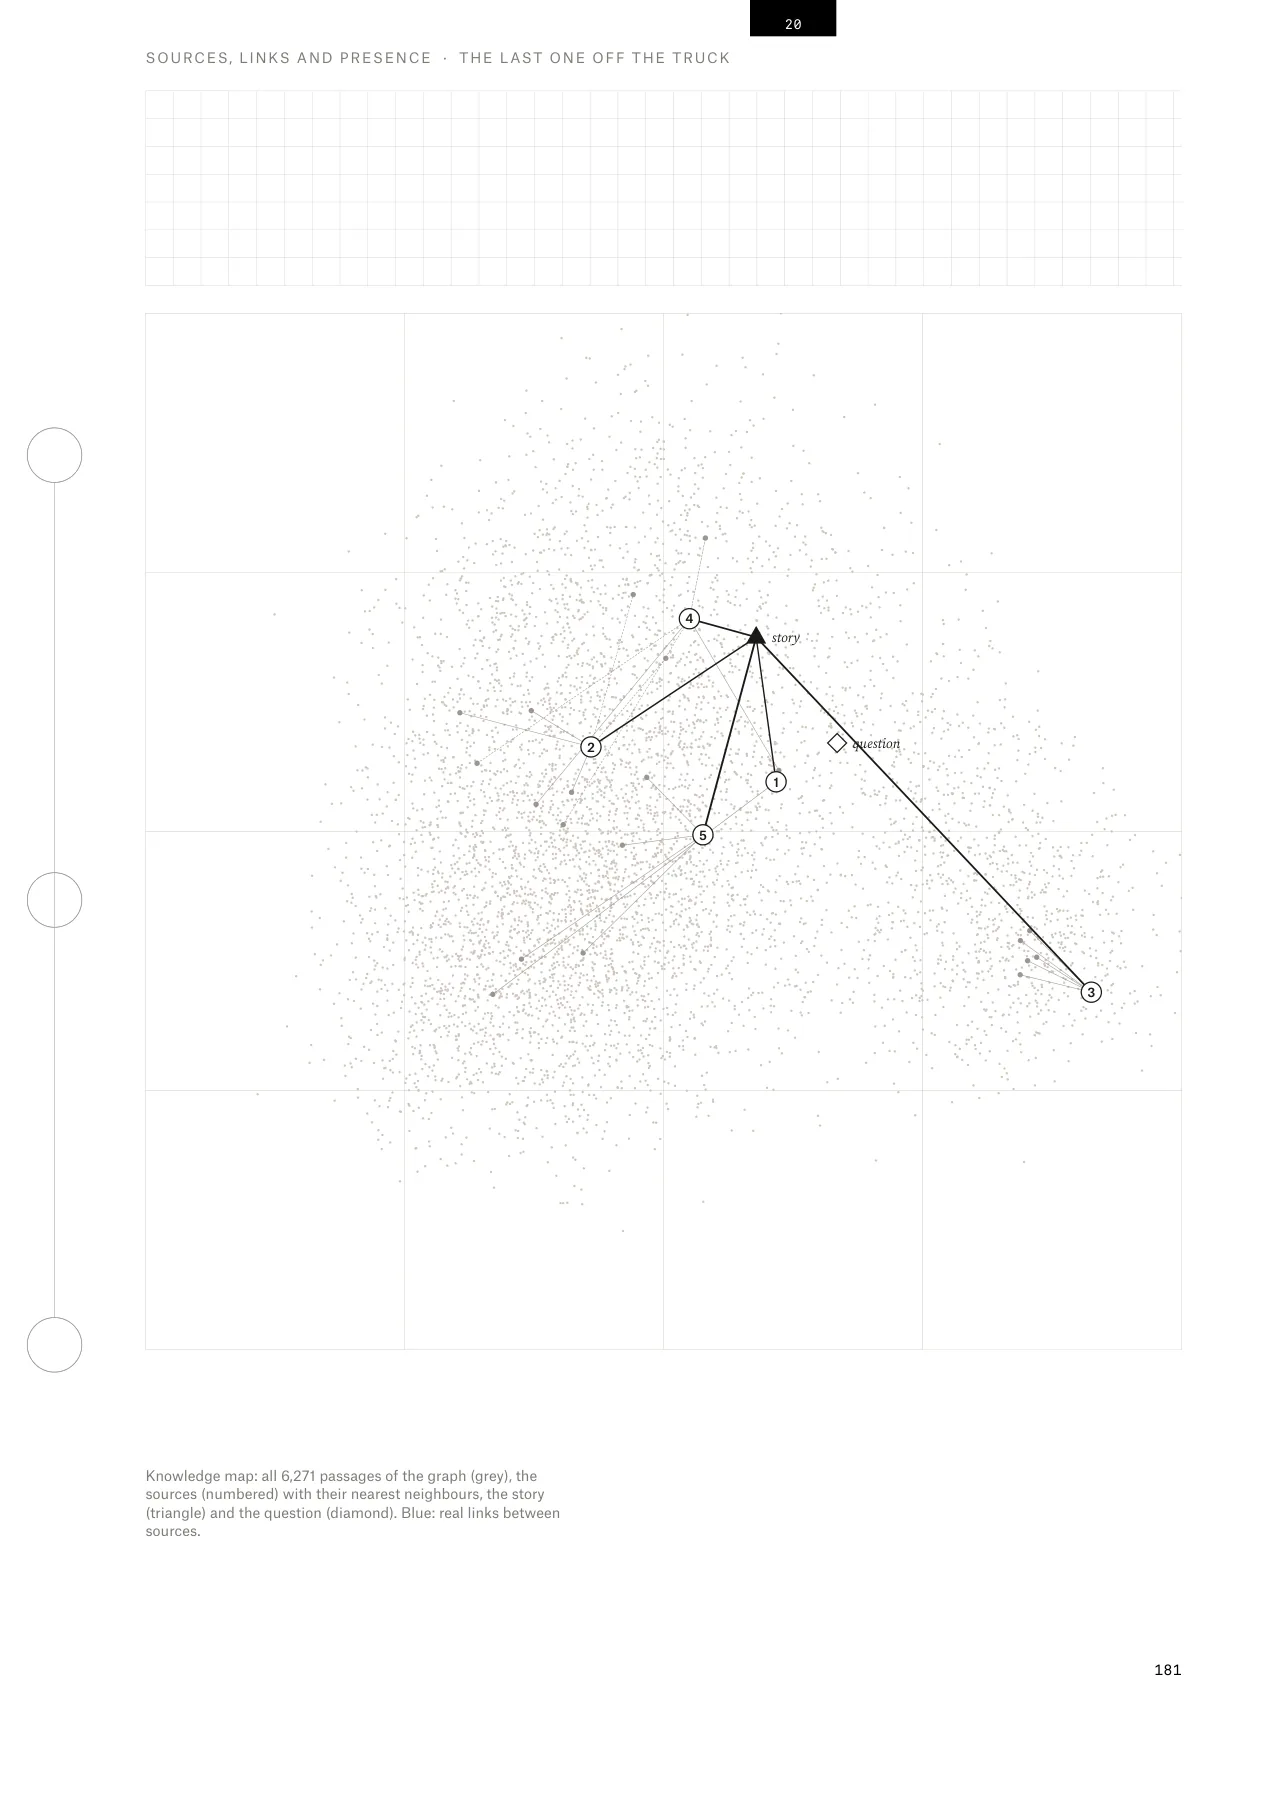 20
SOURCES, LINKS AND PRESENCE · THE LAST ONE OFF THE TRUCK
4
story
2
question
1
5
3
Knowledge map: all 6,271 passages of the graph (grey), the
sources (numbered) with their nearest neighbours, the story
(triangle) and the question (diamond). Blue: real links between
sources.
181